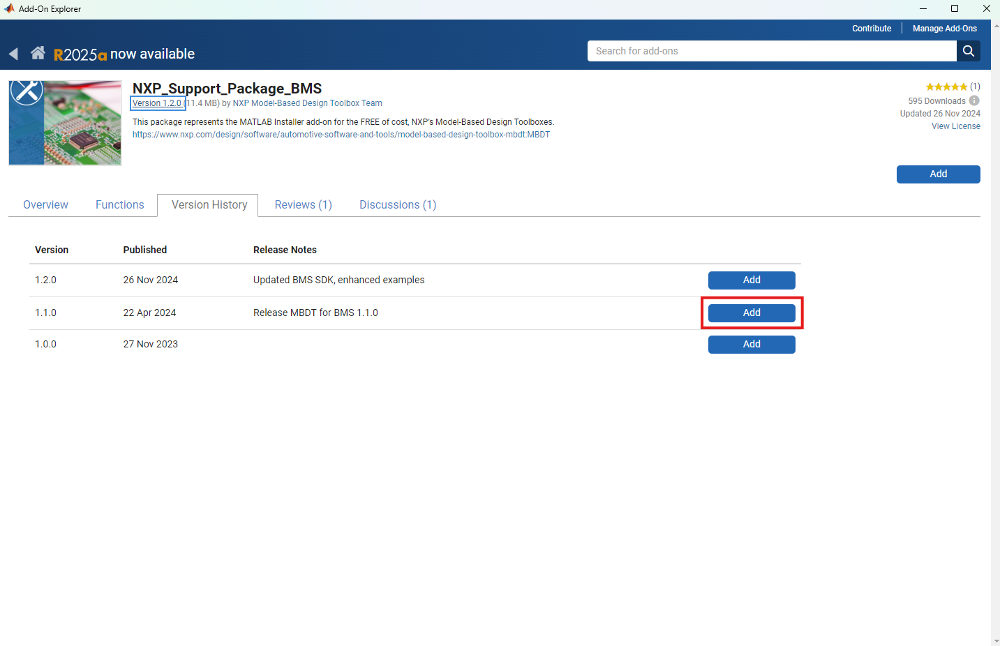 Add-On Explorer
Contribute
Manage Add-Ons
R2025a now available
Search for add-ons
NXP_Support_Package_BMS
(1)
Version 1.2.0 (11.4 MB) by NXP Model-Based Design Toolbox Team
595 Downloads
Updated 26 Nov 2024
This package represents the MATLAB Installer add-on for the FREE of cost, NXP's Model-Based Design Toolboxes.
View License
https://www.nxp.com/design/software/automotive-software-and-tools/model-based-design-toolbox-mbdt:MBDT
Add
Overview
Functions
Version History
Reviews (1)
Discussions (1)
Version Published Release Notes
1.2.0 26 Nov 2024 Updated BMS SDK, enhanced examples Add
1.1.0 22 Apr 2024 Release MBDT for BMS 1.1.0 Add
1.0.0 27 Nov 2023 Add